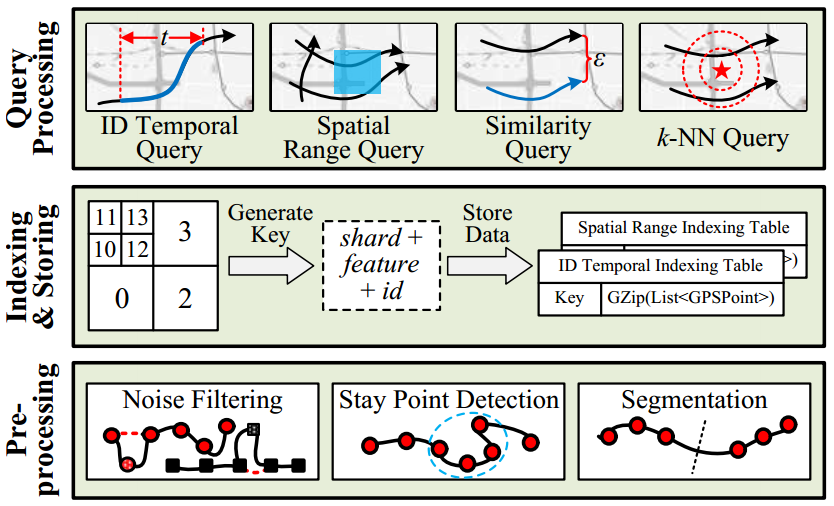 Query
Processing
t
ε
ID Temporal
Query
Spatial
Range Query
Similarity
Query
k-NN Query
Indexing
& Storing
11 13
10 12
3
0
2
Generate
Key
shard +
feature
+ id
Store
Data
Spatial Range Indexing Table
>)
ID Temporal Indexing Table
Key GZip(List<GPSPoint>)
Pre-
processing
Noise Filtering
Stay Point Detection
Segmentation